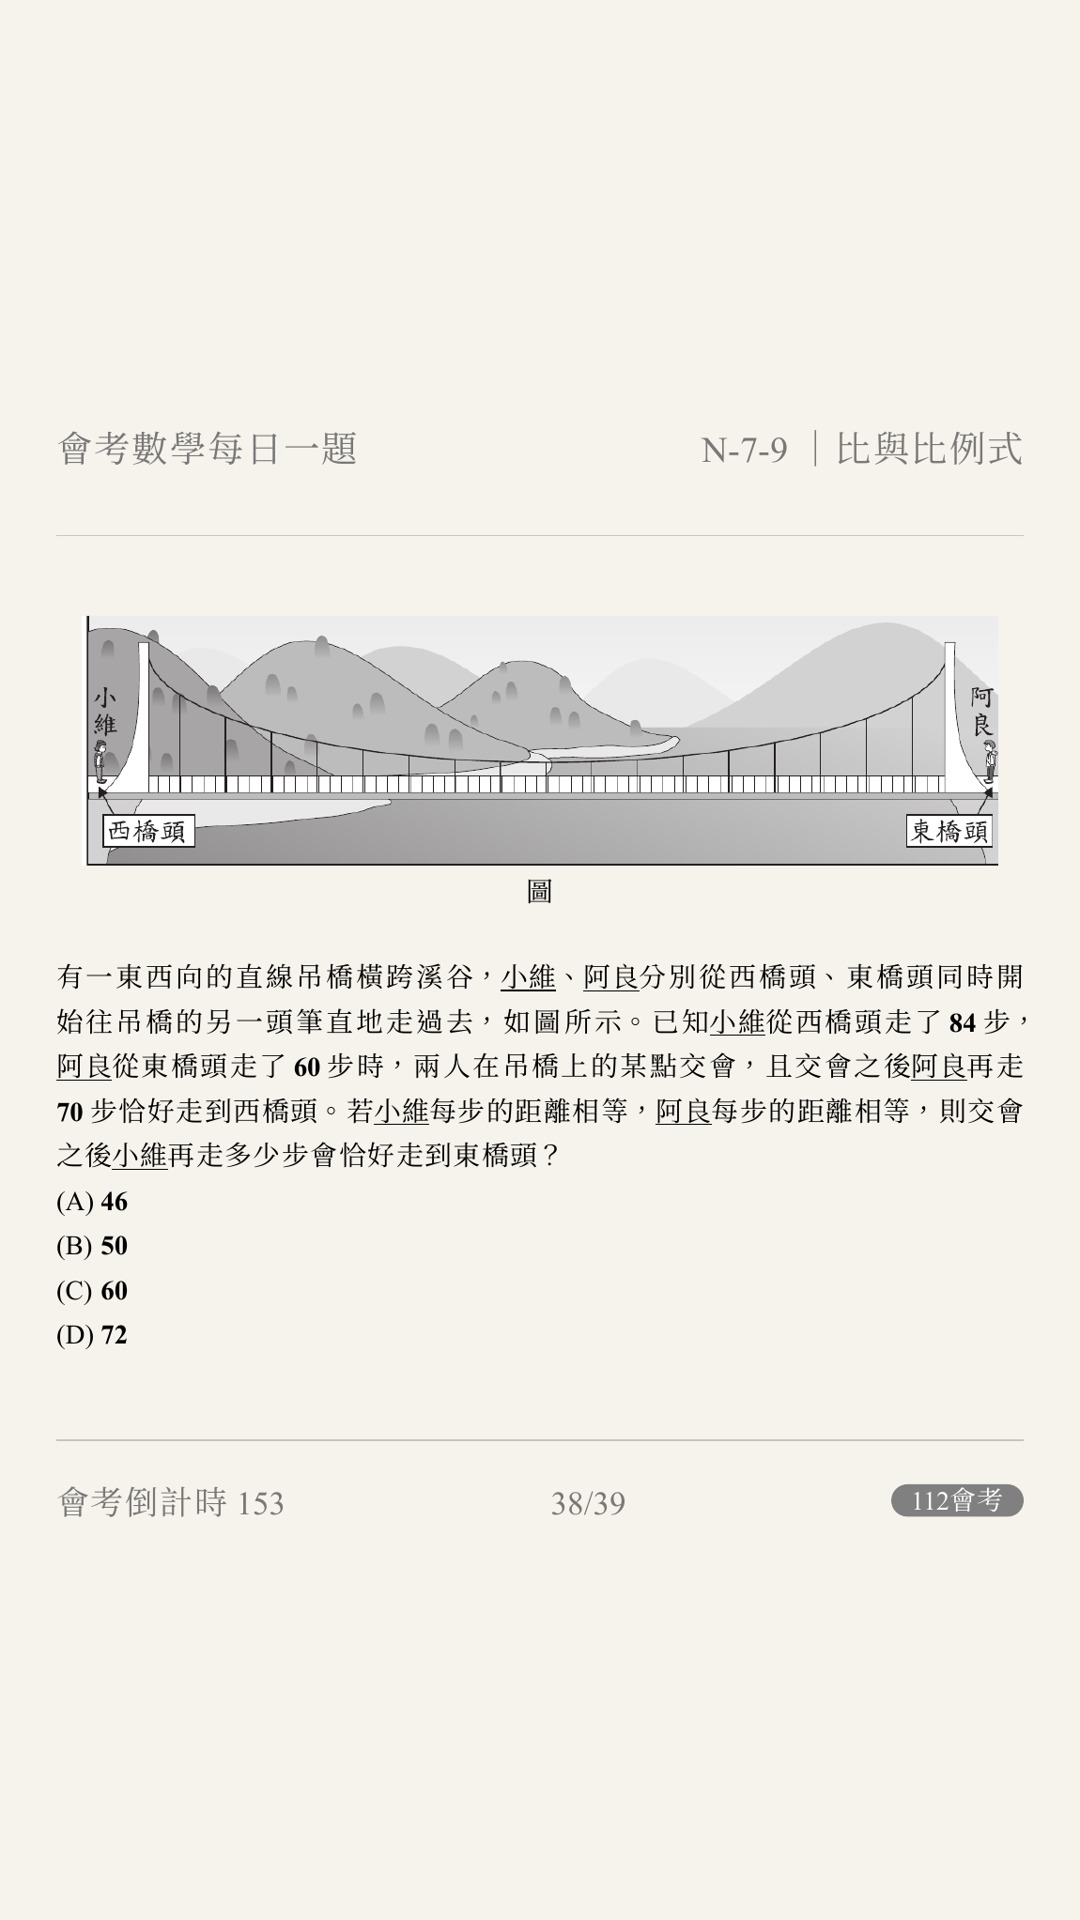 會考數學每日一題
N-7-9｜比與比例式
小維
阿良
西橋頭
東橋頭
圖
有一東西向的直線吊橋橫跨溪谷，小維、阿良分別從西橋頭、東橋頭同時開
始往吊橋的另一頭筆直地走過去，如圖所示。已知小維從西橋頭走了 84 步，
阿良從東橋頭走了 60 步時，兩人在吊橋上的某點交會，且交會之後阿良再走
70 步恰好走到西橋頭。若小維每步的距離相等，阿良每步的距離相等，則交會
之後小維再走多少步會恰好走到東橋頭？
(A) 46
(B) 50
(C) 60
(D) 72
會考倒計時 153
38/39
112會考